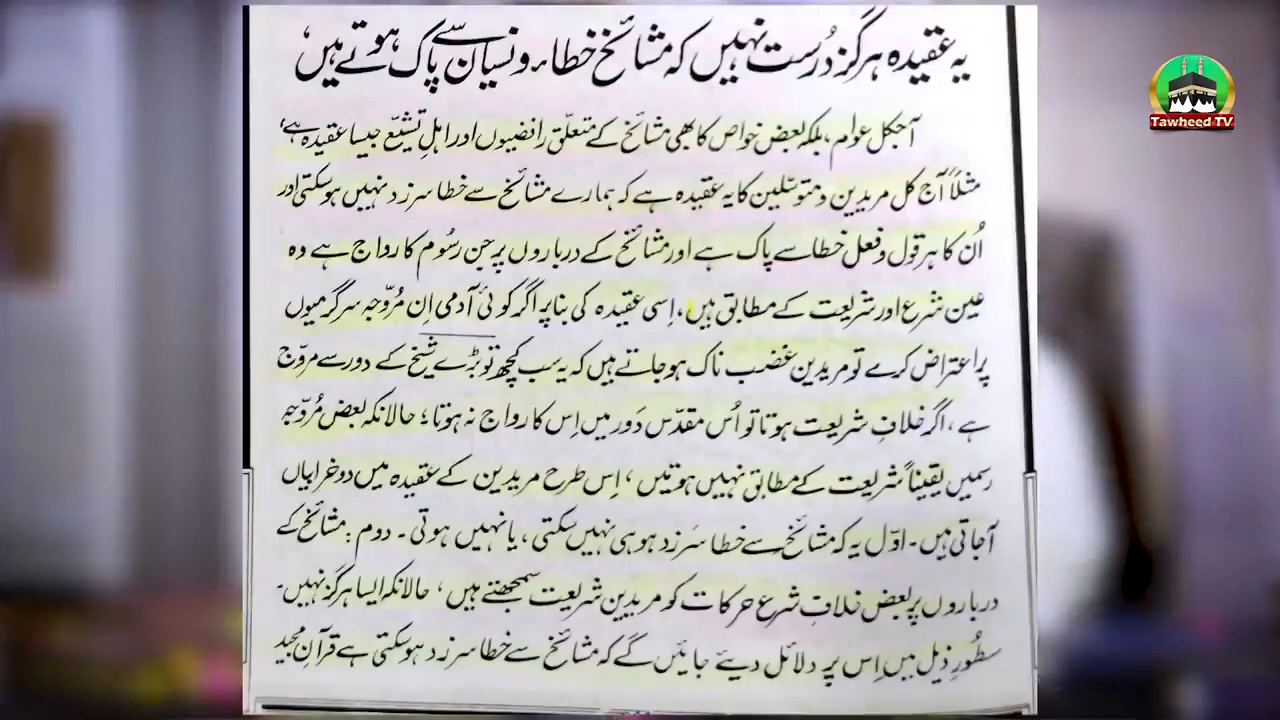 یہ عقیدہ ہرگز دُرست نہیں کہ مشائخ خطاء و نسیان سے پاک ہوتے ہیں
آجکل عوام، بلکہ بعض خواص کا بھی مشائخ کے متعلّق رافضیوں اور اہلِ تشیّع جیسا عقیدہ ہے،
مثلاً آج کل مریدین و متوسّلین کا یہ عقیدہ ہے کہ ہمارے مشائخ سے خطا سرزد نہیں ہو سکتی اور
اُن کا ہر قول و فعل خطا سے پاک ہے اور مشائخ کے درباروں پر جن رسُوم کا رواج ہے وہ
عین شرع اور شریعت کے مطابق ہیں، اِسی عقیدہ کی بنا پر اگر کوئی آدمی اِن مُروّجہ سرگرمیوں
پر اعتراض کرے تو مریدین غضب ناک ہو جاتے ہیں کہ یہ سب کچھ تو بڑے شیخ کے دور سے مروّج
ہے، اگر خلافِ شریعت ہوتا تو اُس مقدّس دَور میں اِس کا رواج نہ ہوتا؛ حالانکہ بعض مُروّجہ
رسمیں یقیناً شریعت کے مطابق نہیں ہوتیں، اِس طرح مریدین کے عقیدہ میں دو خرابیاں
آجاتی ہیں۔ اوّل یہ کہ مشائخ سے خطا سَرزد ہو ہی نہیں سکتی، یا نہیں ہوتی۔ دوم: مشائخ کے
درباروں پر بعض خلافِ شرع حرکات کو مریدین شریعت سمجھتے ہیں، حالانکہ ایسا ہرگز نہیں۔
سطُورِ ذیل میں اِس پر دلائل دیئے جائیں گے کہ مشائخ سے خطا سرزد ہو سکتی ہے قرآنِ مجید
Tawheed TV